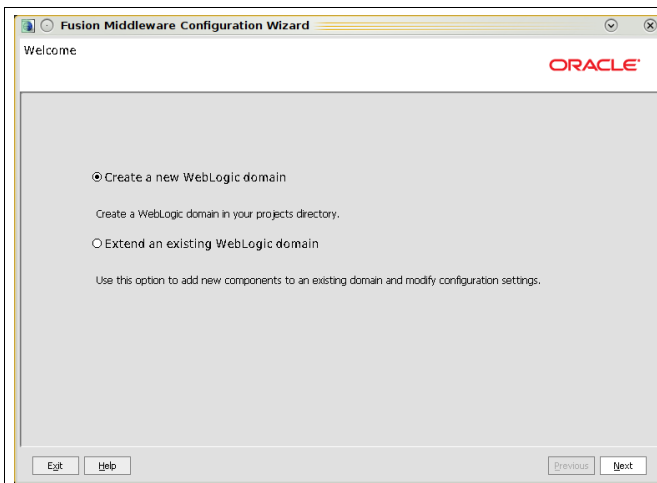 Fusion Middleware Configuration Wizard
Welcome
ORACLE
Create a new WebLogic domain
Create a WebLogic domain in your projects directory.
Extend an existing WebLogic domain
Use this option to add new components to an existing domain and modify configuration settings.
Exit Help Previous Next